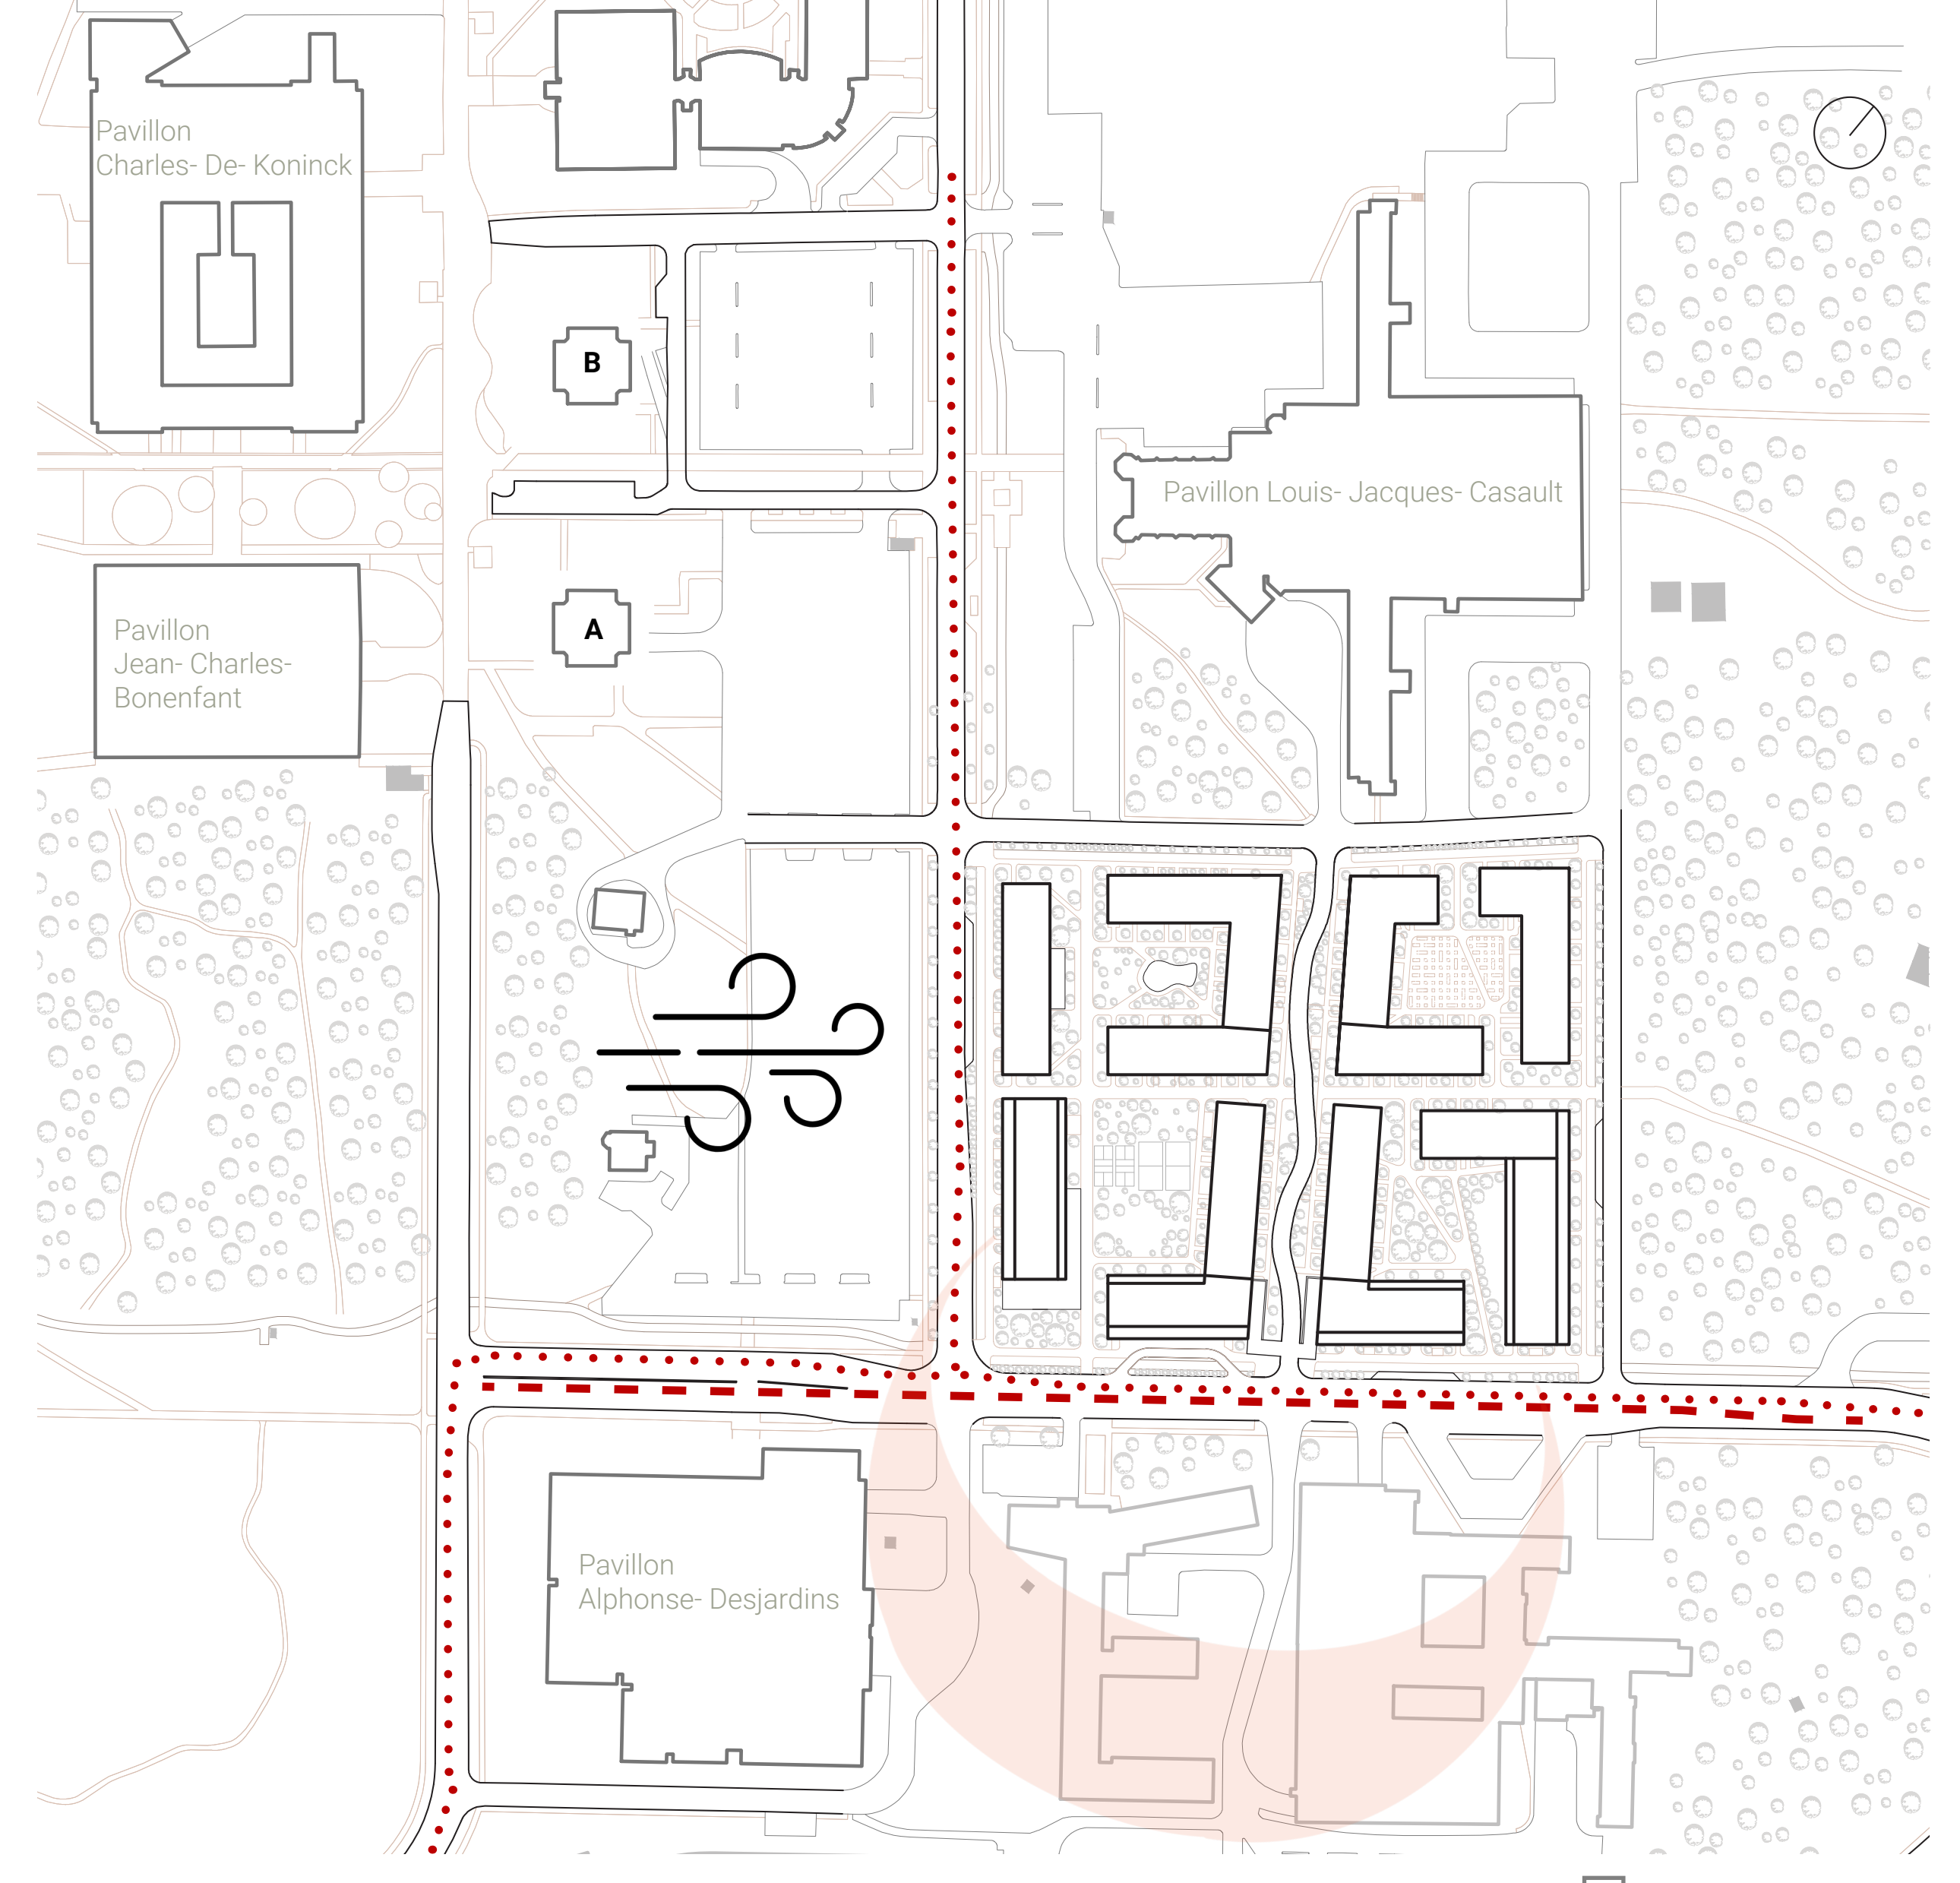 Pavillon
Charles- De- Koninck
B
Pavillon Louis- Jacques- Casault
A
Pavillon
Jean- Charles-
Bonenfant
Pavillon
Alphonse- Desjardins